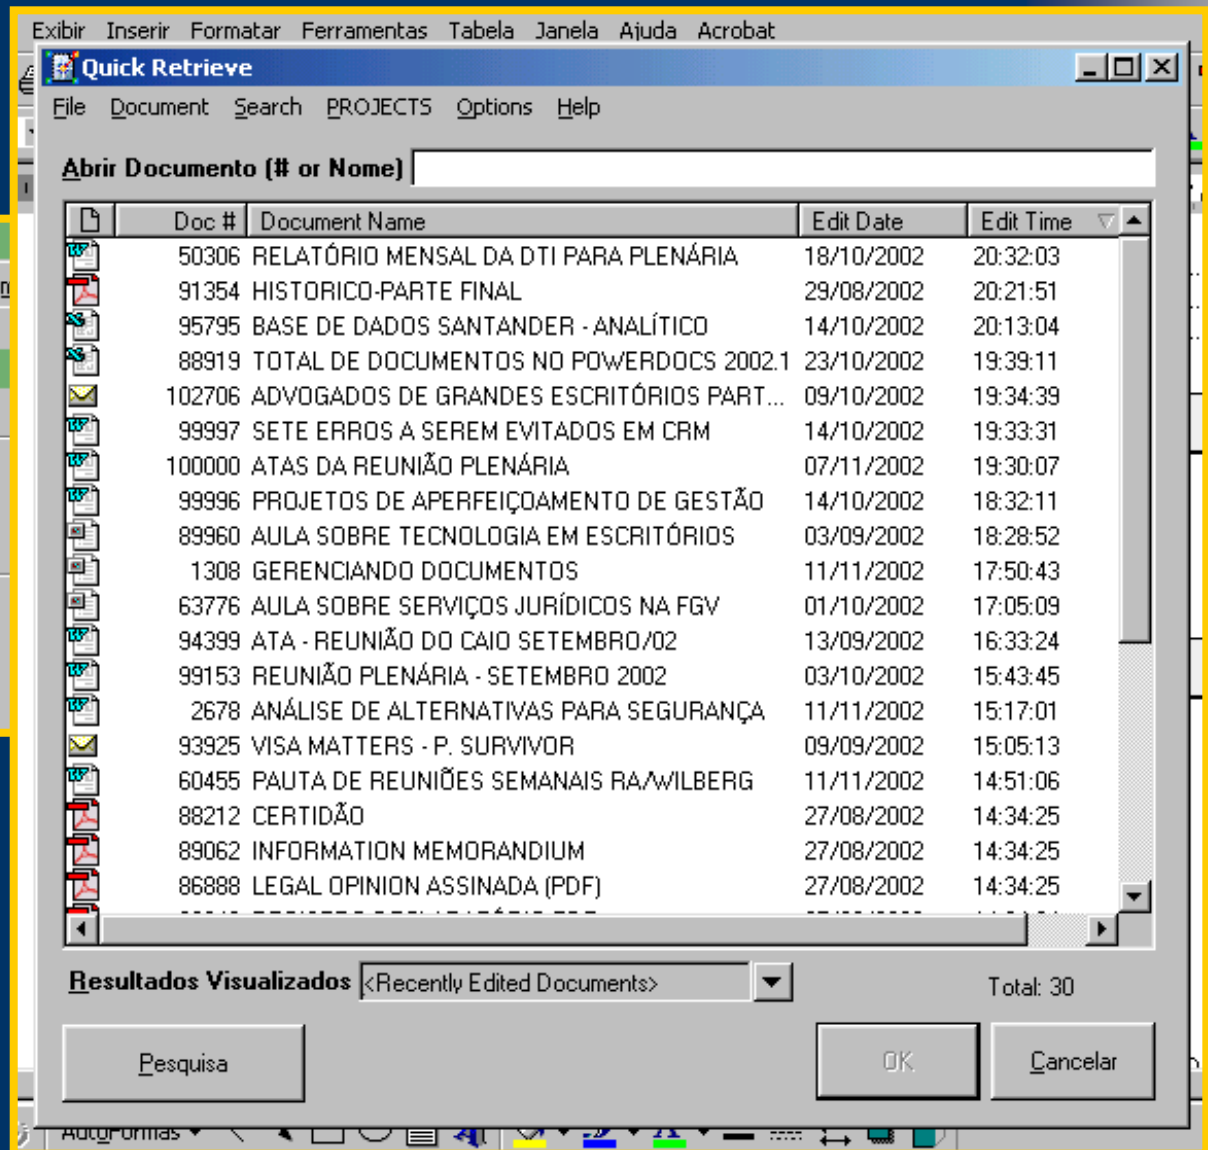 Exibir Inserir Formatar Ferramentas Tabela Janela Ajuda Acrobat
Quick Retrieve
File Document Search PROJECTS Options Help
Abrir Documento (# or Nome)
Doc # Document Name Edit Date Edit Time
50306 RELATÓRIO MENSAL DA DTI PARA PLENÁRIA 18/10/2002 20:32:03
91354 HISTORICO-PARTE FINAL 29/08/2002 20:21:51
95795 BASE DE DADOS SANTANDER - ANALÍTICO 14/10/2002 20:13:04
88919 TOTAL DE DOCUMENTOS NO POWERDOCS 2002.1 23/10/2002 19:39:11
102706 ADVOGADOS DE GRANDES ESCRITÓRIOS PART... 09/10/2002 19:34:39
99997 SETE ERROS A SEREM EVITADOS EM CRM 14/10/2002 19:33:31
100000 ATAS DA REUNIÃO PLENÁRIA 07/11/2002 19:30:07
99996 PROJETOS DE APERFEIÇOAMENTO DE GESTÃO 14/10/2002 18:32:11
89960 AULA SOBRE TECNOLOGIA EM ESCRITÓRIOS 03/09/2002 18:28:52
1308 GERENCIANDO DOCUMENTOS 11/11/2002 17:50:43
63776 AULA SOBRE SERVIÇOS JURÍDICOS NA FGV 01/10/2002 17:05:09
94399 ATA - REUNIÃO DO CAIO SETEMBRO/02 13/09/2002 16:33:24
99153 REUNIÃO PLENÁRIA - SETEMBRO 2002 03/10/2002 15:43:45
2678 ANÁLISE DE ALTERNATIVAS PARA SEGURANÇA 11/11/2002 15:17:01
93925 VISA MATTERS - P. SURVIVOR 09/09/2002 15:05:13
60455 PAUTA DE REUNIÕES SEMANAIS RA/WILBERG 11/11/2002 14:51:06
88212 CERTIDÃO 27/08/2002 14:34:25
89062 INFORMATION MEMORANDIUM 27/08/2002 14:34:25
86888 LEGAL OPINION ASSINADA (PDF) 27/08/2002 14:34:25
Resultados Visualizados <Recently Edited Documents> Total: 30
Pesquisa OK Cancelar
AutoFormas